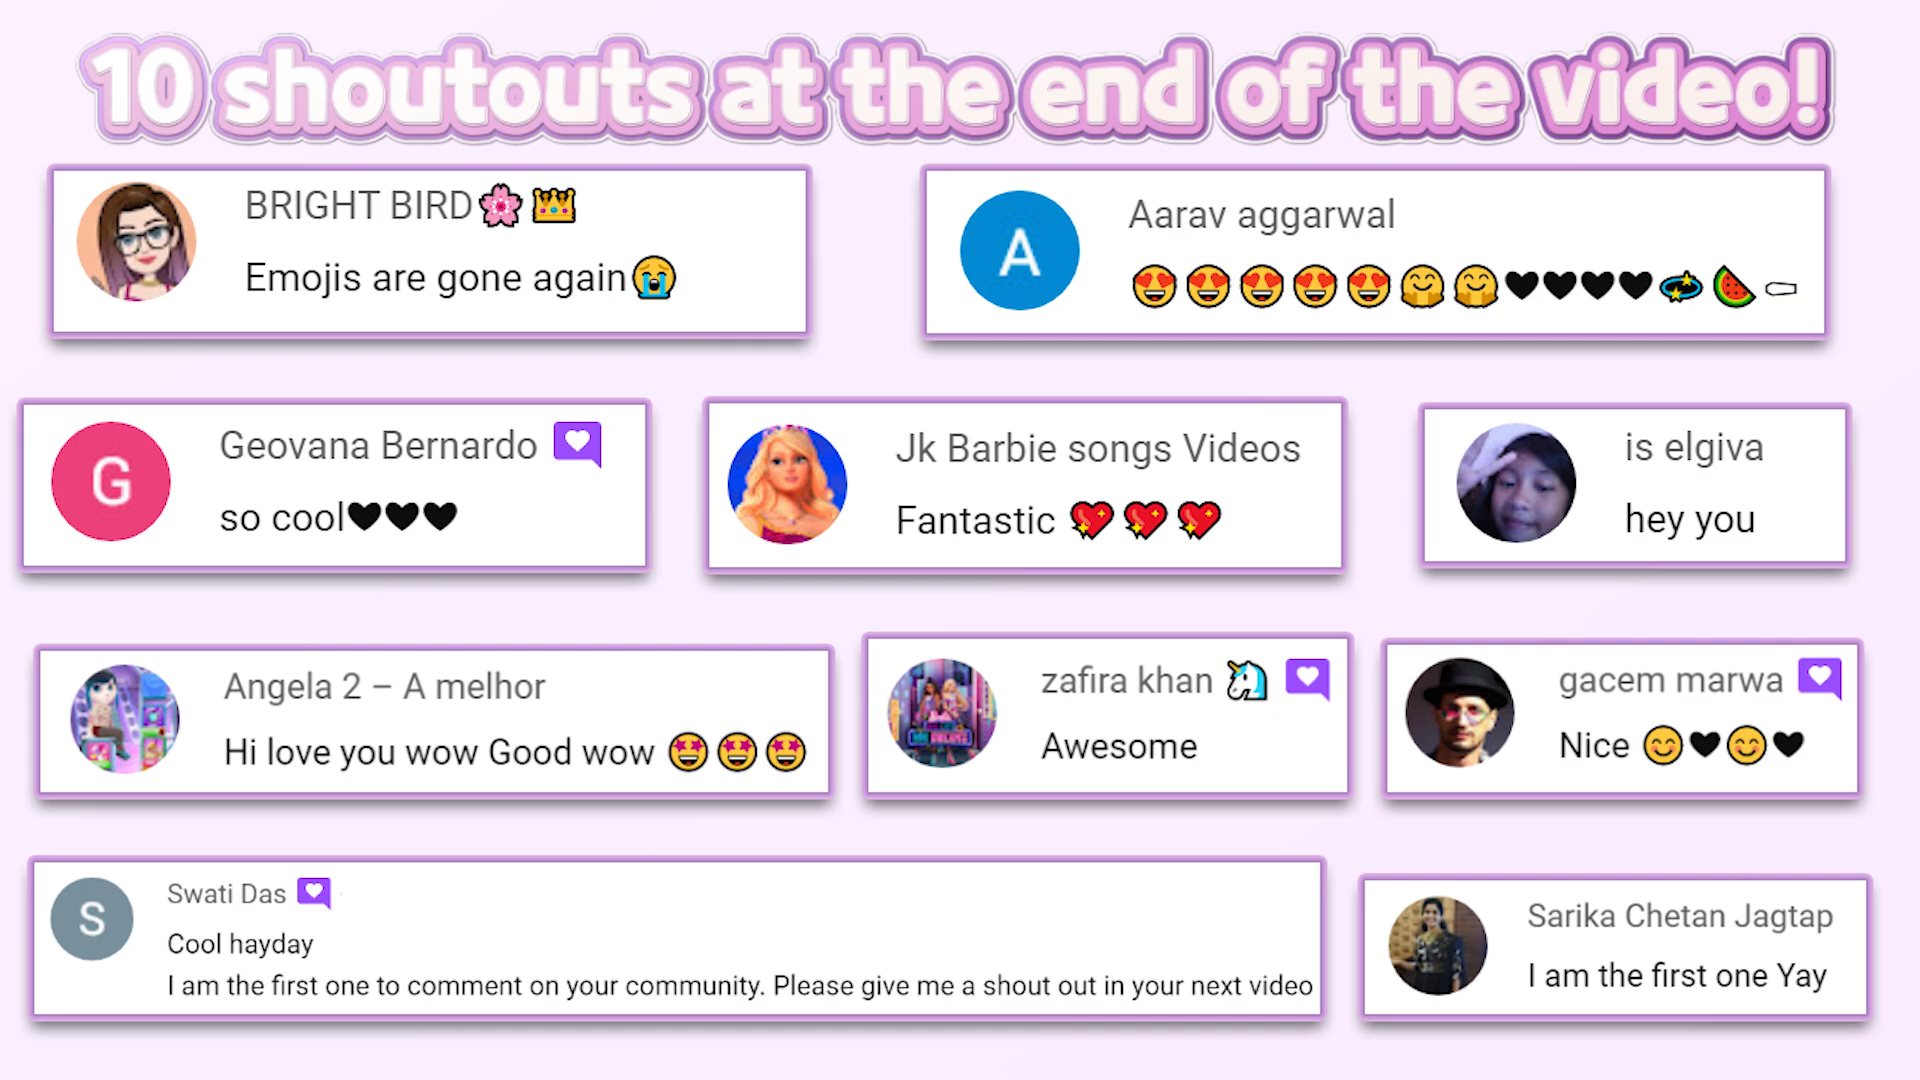 10 shoutouts at the end of the video!
BRIGHT BIRD🌸👑
Emojis are gone again😭
Aarav aggarwal
A
😍😍😍😍😍🤗🤗🖤🖤🖤🖤💫🍉
Geovana Bernardo
G
so cool🖤🖤🖤
Jk Barbie songs Videos
Fantastic 💖💖💖
is elgiva
hey you
Angela 2 – A melhor
Hi love you wow Good wow 🤩🤩🤩
zafira khan 🦄
Awesome
gacem marwa
Nice 😊🖤😊🖤
Swati Das
S
Cool hayday
I am the first one to comment on your community. Please give me a shout out in your next video
Sarika Chetan Jagtap
I am the first one Yay